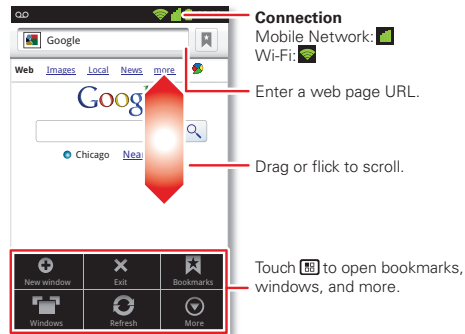 Google
Web Images Local News more
Google
Chicago Near
New window Exit Bookmarks
Windows Refresh More
Connection
Mobile Network:
Wi-Fi:
Enter a web page URL.
Drag or flick to scroll.
Touch to open bookmarks,
windows, and more.